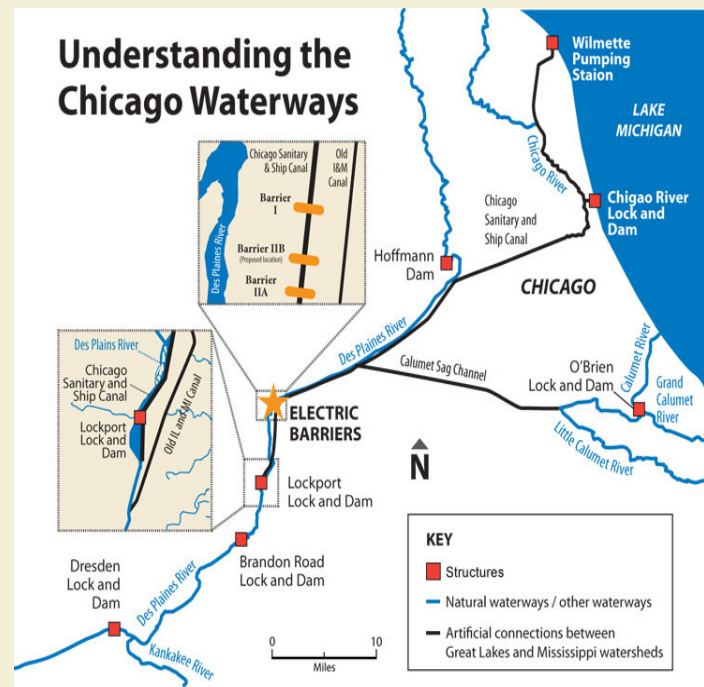 Understanding the
Chicago Waterways
Wilmette
Pumping
Staion
LAKE
MICHIGAN
Chicago River
Chigao River
Lock and
Dam
Chicago
Sanitary and
Ship Canal
Hoffmann
Dam
CHICAGO
Chicago Sanitary
& Ship Canal
Old
I&M
Canal
Barrier
I
Barrier IIB
(Proposed location)
Barrier
IIA
Des Plaines River
Des Plaines River
Calumet Sag Channel
O'Brien
Lock and Dam
Calumet River
Grand
Calumet
River
Little Calumet River
Des Plains River
Chicago
Sanitary and
Ship Canal
Lockport
Lock and
Dam
Old IL and MI Canal
ELECTRIC
BARRIERS
N
Lockport
Lock and Dam
Brandon Road
Lock and Dam
Dresden
Lock and
Dam
Des Plaines River
Kankakee River
0 10
Miles
KEY
Structures
Natural waterways / other waterways
Artificial connections between
Great Lakes and Mississippi watersheds